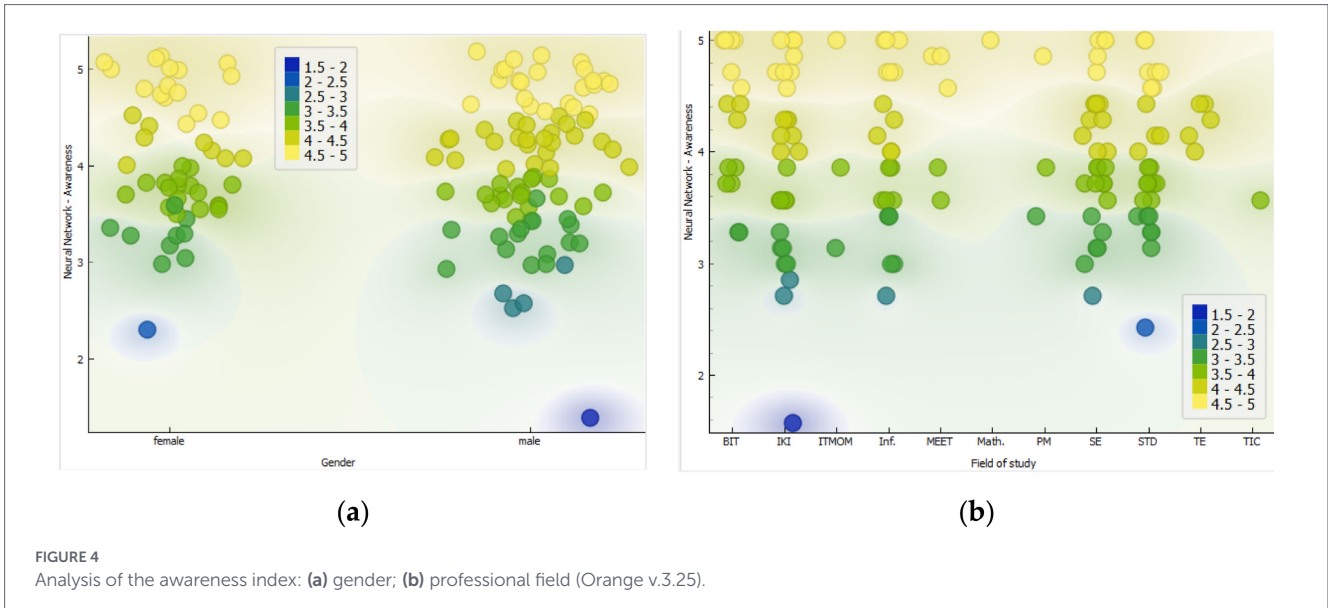 Neural Network - Awareness
5
4
3
2
1.5 - 2
2 - 2.5
2.5 - 3
3 - 3.5
3.5 - 4
4 - 4.5
4.5 - 5
female
male
Gender
(a)
Neural Network - Awareness
5
4
3
2
1.5 - 2
2 - 2.5
2.5 - 3
3 - 3.5
3.5 - 4
4 - 4.5
4.5 - 5
BIT IKI ITMOM Inf. MEET Math. PM SE STD TE TIC
Field of study
(b)
FIGURE 4
Analysis of the awareness index: (a) gender; (b) professional field (Orange v.3.25).